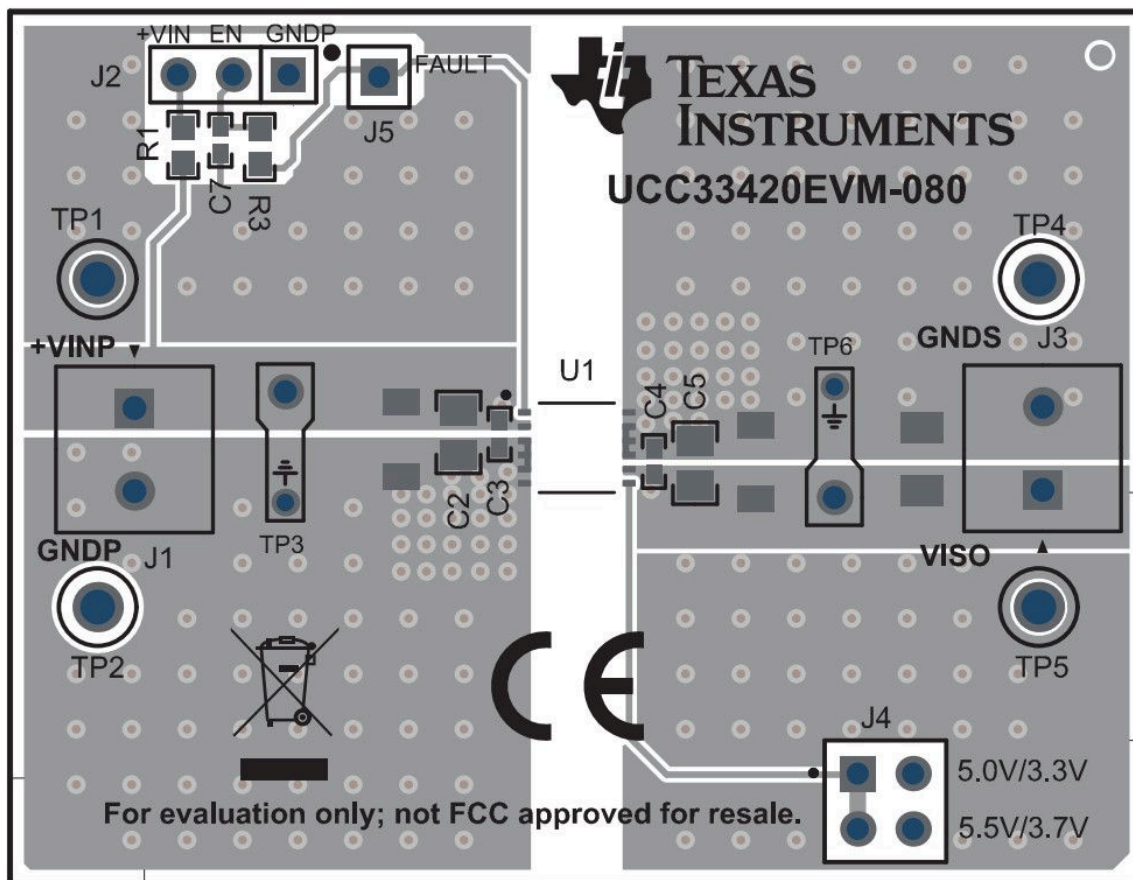 +VIN EN GNDP
J2
FAULT
J5
R1
C7
R3
TEXAS
INSTRUMENTS
UCC33420EVM-080
TP1
TP4
+VINP
GNDS
J3
TP6
U1
C4
C5
C2
C3
TP3
GNDP
J1
VISO
TP2
TP5
CE
J4
5.0V/3.3V
5.5V/3.7V
For evaluation only; not FCC approved for resale.